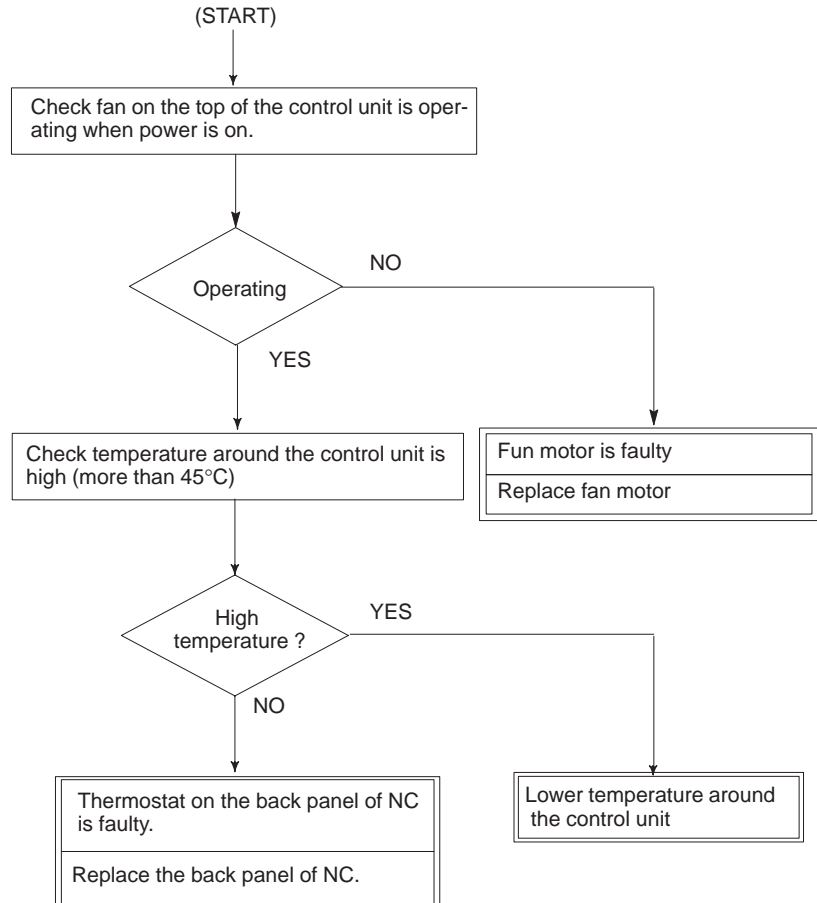 (START)
Check fan on the top of the control unit is oper-
ating when power is on.
Operating
NO
YES
Check temperature around the control unit is
high (more than 45°C)
Fun motor is faulty
Replace fan motor
High
temperature ?
YES
NO
Thermostat on the back panel of NC
is faulty.
Replace the back panel of NC.
Lower temperature around
the control unit